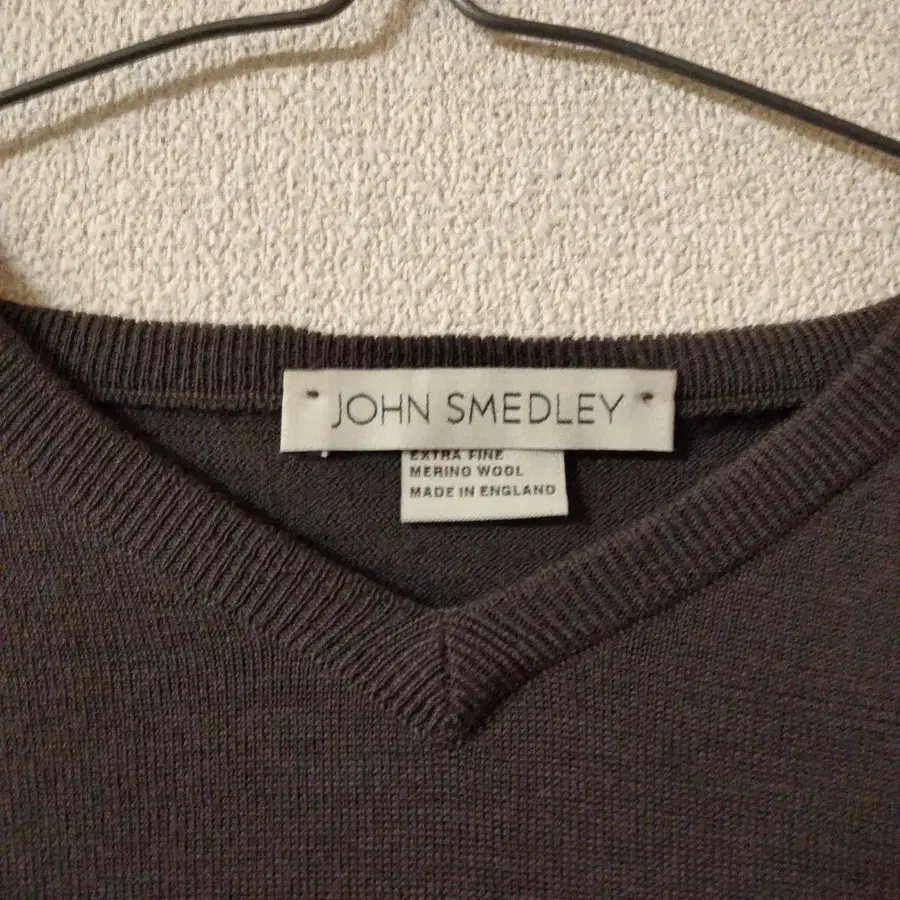 JOHN SMEDLEY
EXTRA FINE
MERINO WOOL
MADE IN ENGLAND